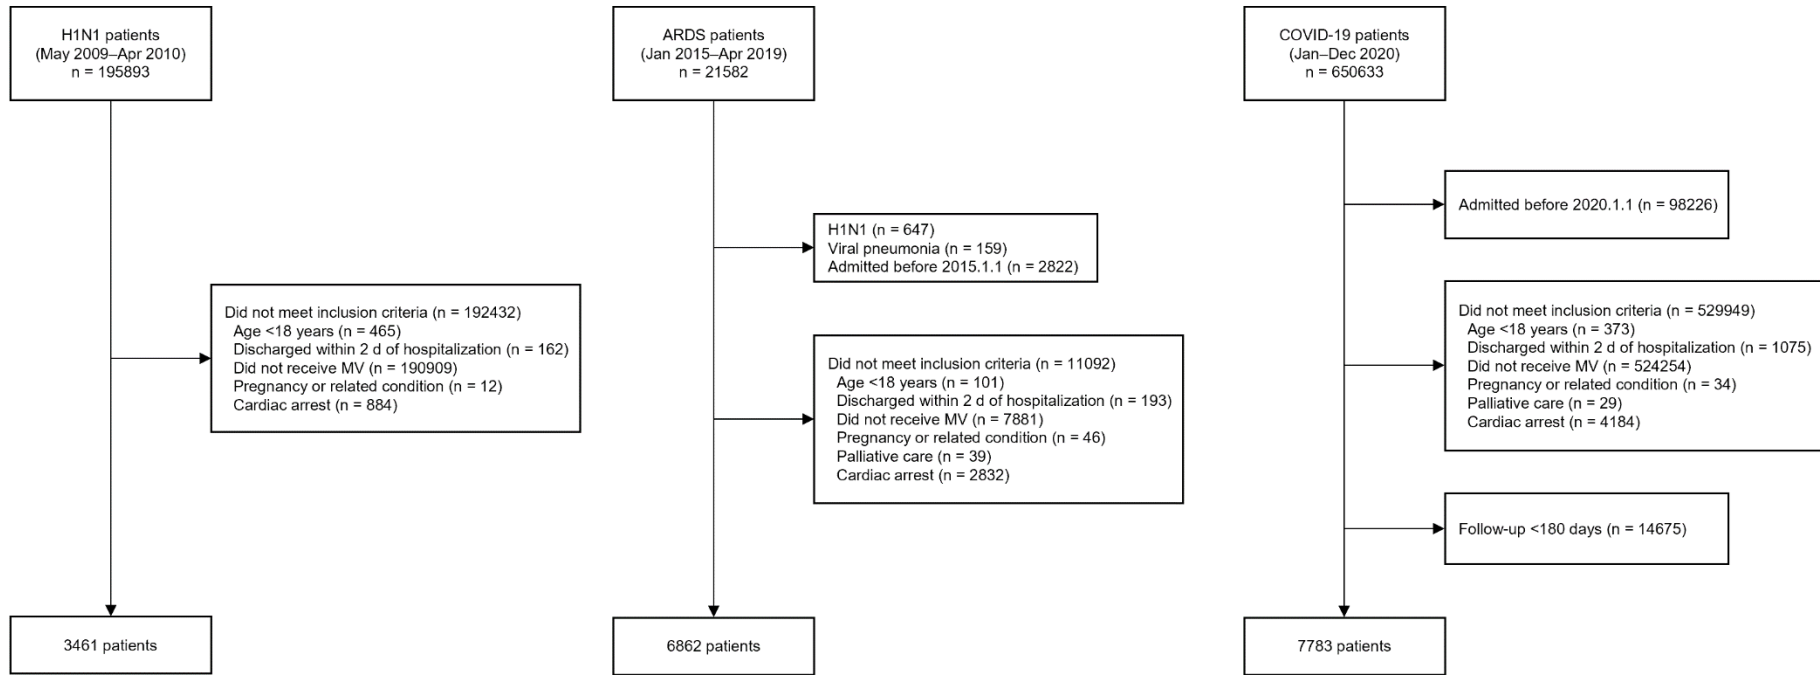 H1N1 patients
(May 2009–Apr 2010)
n = 195893
Did not meet inclusion criteria (n = 192432)
Age <18 years (n = 465)
Discharged within 2 d of hospitalization (n = 162)
Did not receive MV (n = 190909)
Pregnancy or related condition (n = 12)
Cardiac arrest (n = 884)
3461 patients
ARDS patients
(Jan 2015–Apr 2019)
n = 21582
H1N1 (n = 647)
Viral pneumonia (n = 159)
Admitted before 2015.1.1 (n = 2822)
Did not meet inclusion criteria (n = 11092)
Age <18 years (n = 101)
Discharged within 2 d of hospitalization (n = 193)
Did not receive MV (n = 7881)
Pregnancy or related condition (n = 46)
Palliative care (n = 39)
Cardiac arrest (n = 2832)
6862 patients
COVID-19 patients
(Jan–Dec 2020)
n = 650633
Admitted before 2020.1.1 (n = 98226)
Did not meet inclusion criteria (n = 529949)
Age <18 years (n = 373)
Discharged within 2 d of hospitalization (n = 1075)
Did not receive MV (n = 524254)
Pregnancy or related condition (n = 34)
Palliative care (n = 29)
Cardiac arrest (n = 4184)
Follow-up <180 days (n = 14675)
7783 patients